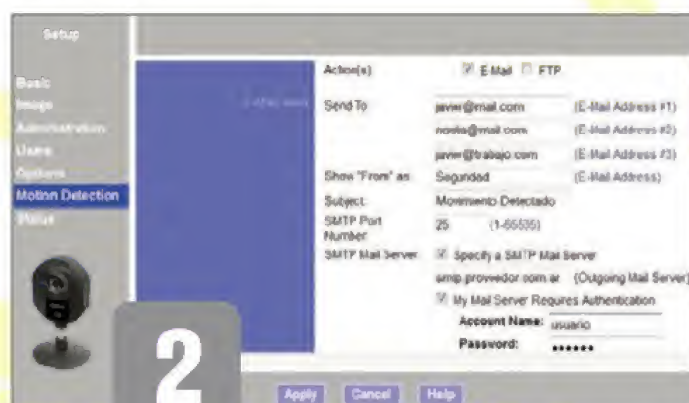 Setup
Basic
Image
Administration
Users
Options
Motion Detection
Status
Action(s) E-Mail FTP
Send To javier@mail.com (E-Mail Address #1)
@mail.com (E-Mail Address #2)
javier@trabajo.com (E-Mail Address #3)
Show "From" as Seguridad (E-Mail Address)
Subject: Movimiento Detectado
SMTP Port
Number: 25 (1-65535)
SMTP Mail Server Specify a SMTP Mail Server
smtp.proveedor.com.ar (Outgoing Mail Server)
My Mail Server Requires Authentication
Account Name: usuario
Password: ••••••
2
Apply Cancel Help